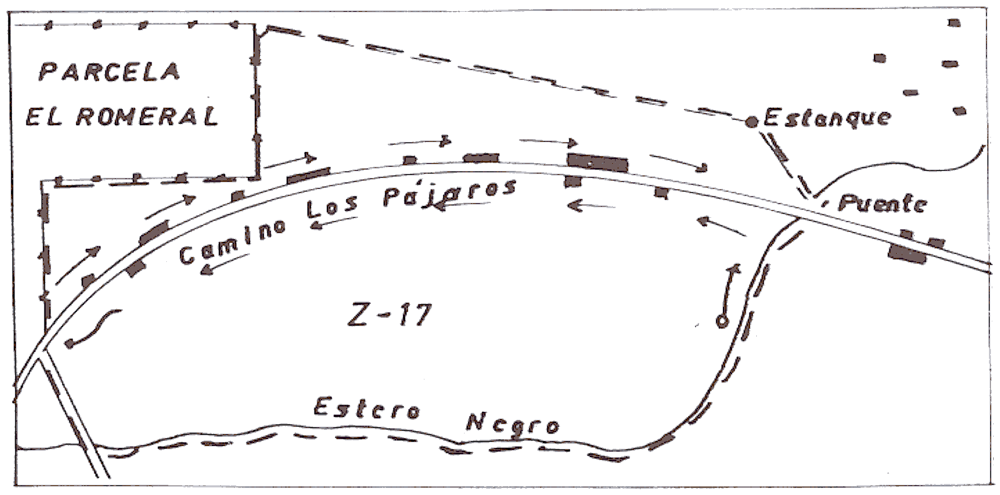 PARCELA
EL ROMERAL
Estanque
Puente
Camino Los Pájaros
Z-17
Estero Negro